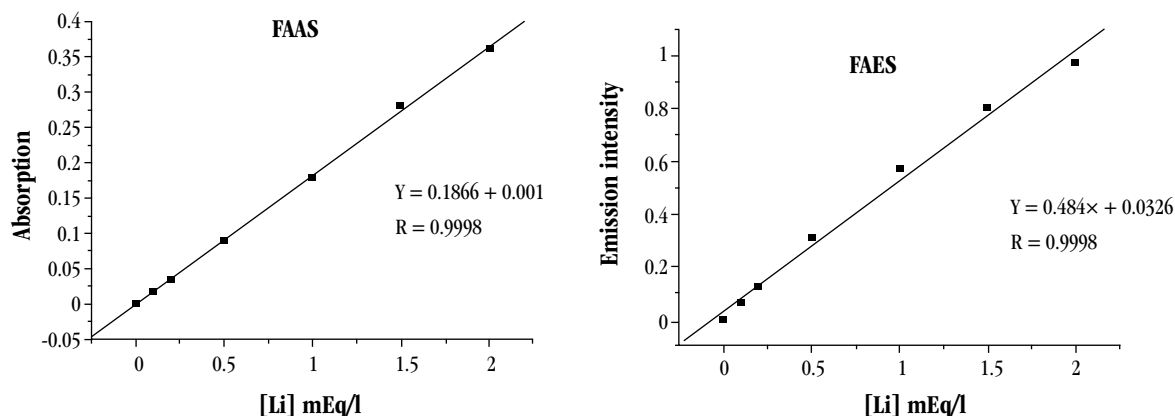 FAAS
0.4
0.35
0.3
0.25
0.2
0.15
0.1
0.05
0
-0.05
Absorption
Y = 0.1866 + 0.001
R = 0.9998
0 0.5 1 1.5 2
[Li] mEq/l
FAES
1
0.8
0.6
0.4
0.2
0
Emission intensity
Y = 0.484× + 0.0326
R = 0.9998
0 0.5 1 1.5 2
[Li] mEq/l